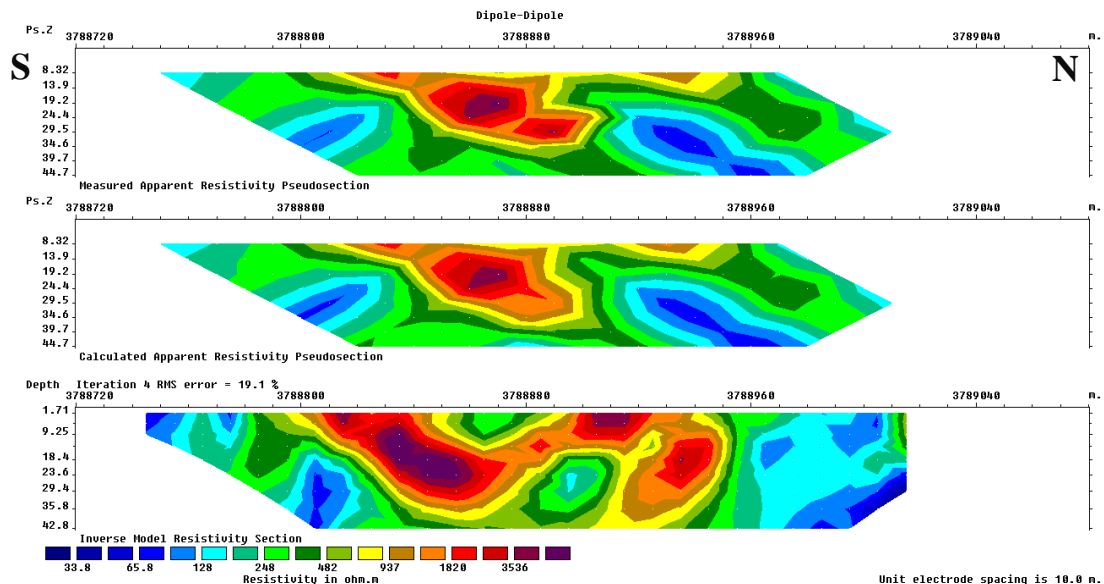 Dipole-Dipole
Ps.Z 3788720 3788800 3788880 3788960 3789040 m.
S N
8.32
13.9
19.2
24.4
29.5
34.6
39.7
44.7
Measured Apparent Resistivity Pseudosection
Ps.Z 3788720 3788800 3788880 3788960 3789040 m.
8.32
13.9
19.2
24.4
29.5
34.6
39.7
44.7
Calculated Apparent Resistivity Pseudosection
Depth Iteration 4 RMS error = 19.1 %
3788720 3788800 3788880 3788960 3789040 m.
1.71
9.25
18.4
23.6
29.4
35.8
42.8
Inverse Model Resistivity Section
33.8 65.8 128 248 482 937 1820 3536
Resistivity in ohm.m Unit electrode spacing is 10.0 m.